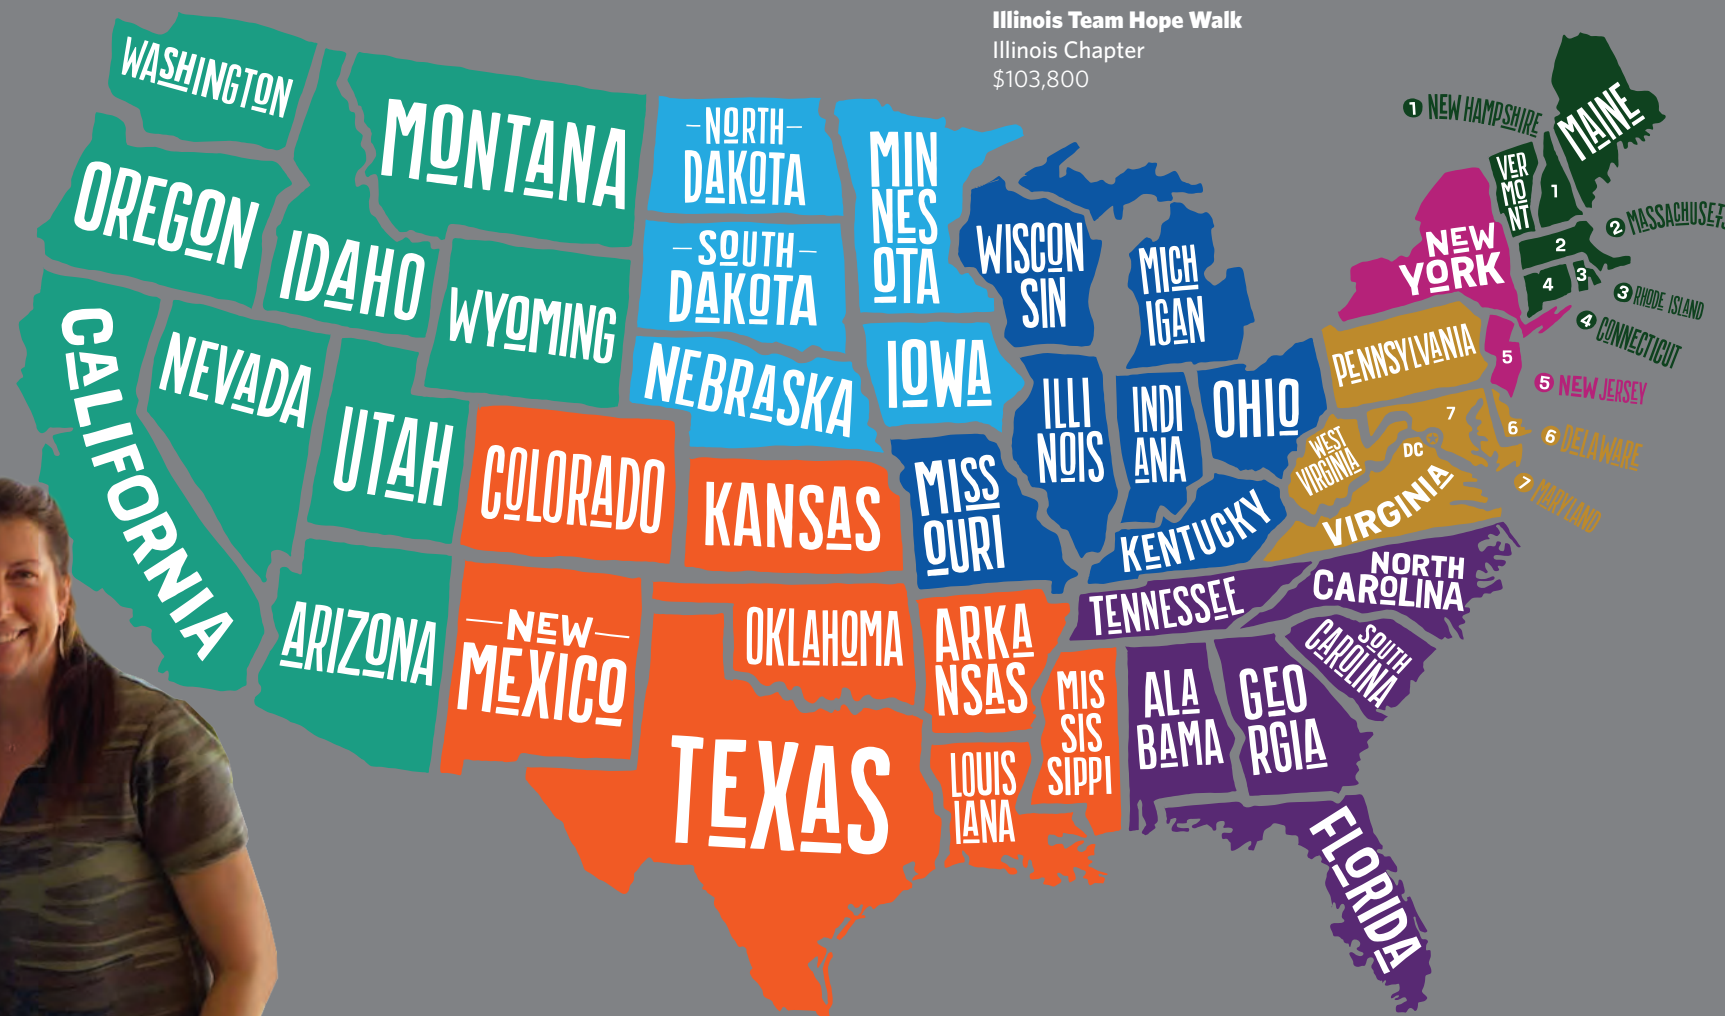 Illinois Team Hope Walk
Illinois Chapter
$103,800
WASHINGTON
OREGON
CALIFORNIA
NEVADA
IDAHO
MONTANA
WYOMING
UTAH
ARIZONA
COLORADO
NEW
MEXICO
NORTH
DAKOTA
SOUTH
DAKOTA
NEBRASKA
KANSAS
OKLAHOMA
TEXAS
MIN
NES
OTA
IOWA
MISS
OURI
ARKA
NSAS
LOUIS
IANA
WISCON
SIN
ILLI
NOIS
MICH
IGAN
INDI
ANA
OHIO
KENTUCKY
TENNESSEE
MIS
SIS
SIPPI
ALA
BAMA
GEO
RGIA
FLORIDA
SOUTH
CAROLINA
NORTH
CAROLINA
VIRGINIA
WEST
VIRGINIA
DC
7
6
PENNSYLVANIA
5
NEW
YORK
VER
MO
NT
1
MAINE
2
4
3
1 NEW HAMPSHIRE
2 MASSACHUSETTS
3 RHODE ISLAND
4 CONNECTICUT
5 NEW JERSEY
6 DELAWARE
7 MARYLAND